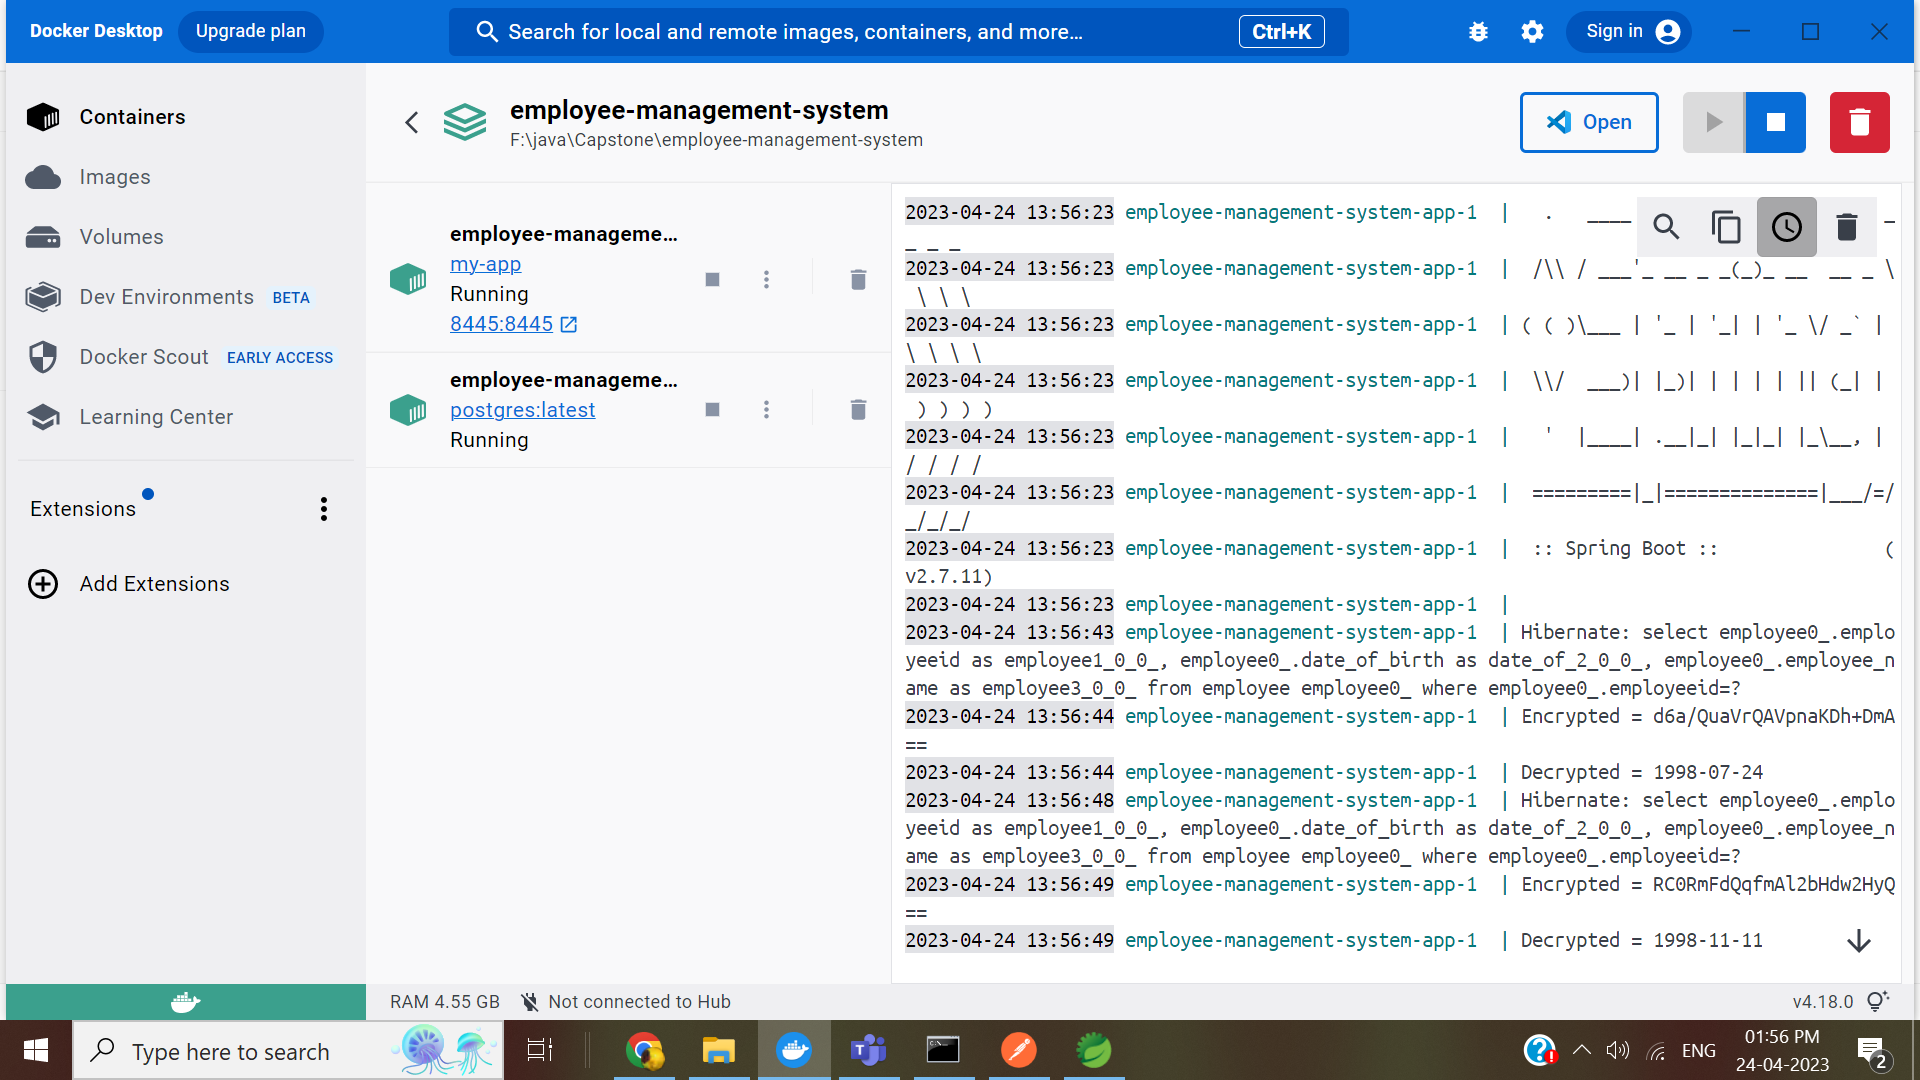 Docker Desktop
Upgrade plan
Search for local and remote images, containers, and more...
Ctrl+K
Sign in
Containers
Images
Volumes
Dev Environments BETA
Docker Scout EARLY ACCESS
Learning Center
Extensions
Add Extensions
employee-management-system
F:\java\Capstone\employee-management-system
Open
employee-manageme...
my-app
Running
8445:8445
employee-manageme...
postgres:latest
Running
2023-04-24 13:56:23 employee-management-system-app-1  |   .   ____          _
_ _ _
2023-04-24 13:56:23 employee-management-system-app-1  |  /\\ / ___'_ __ _ _(_)_ __  __ _ \
 \ \ \
2023-04-24 13:56:23 employee-management-system-app-1  | ( ( )\___ | '_ | '_| | '_ \/ _` |
\ \ \ \
2023-04-24 13:56:23 employee-management-system-app-1  |  \\/  ___)| |_)| | | | | || (_| |
 ) ) ) )
2023-04-24 13:56:23 employee-management-system-app-1  |   '  |____| .__|_| |_|_| |_\__, |
/ / / /
2023-04-24 13:56:23 employee-management-system-app-1  |  =========|_|==============|___/=/
_/_/_/
2023-04-24 13:56:23 employee-management-system-app-1  |  :: Spring Boot ::               (
v2.7.11)
2023-04-24 13:56:23 employee-management-system-app-1  |
2023-04-24 13:56:43 employee-management-system-app-1  | Hibernate: select employee0_.emplo
yeeid as employee1_0_0_, employee0_.date_of_birth as date_of_2_0_0_, employee0_.employee_n
ame as employee3_0_0_ from employee employee0_ where employee0_.employeeid=?
2023-04-24 13:56:44 employee-management-system-app-1  | Encrypted = d6a/QuaVrQAVpnaKDh+DmA
==
2023-04-24 13:56:44 employee-management-system-app-1  | Decrypted = 1998-07-24
2023-04-24 13:56:48 employee-management-system-app-1  | Hibernate: select employee0_.emplo
yeeid as employee1_0_0_, employee0_.date_of_birth as date_of_2_0_0_, employee0_.employee_n
ame as employee3_0_0_ from employee employee0_ where employee0_.employeeid=?
2023-04-24 13:56:49 employee-management-system-app-1  | Encrypted = RC0RmFdQqfmAl2bHdw2HyQ
==
2023-04-24 13:56:49 employee-management-system-app-1  | Decrypted = 1998-11-11
RAM 4.55 GB
Not connected to Hub
v4.18.0
Type here to search
ENG
01:56 PM
24-04-2023
2